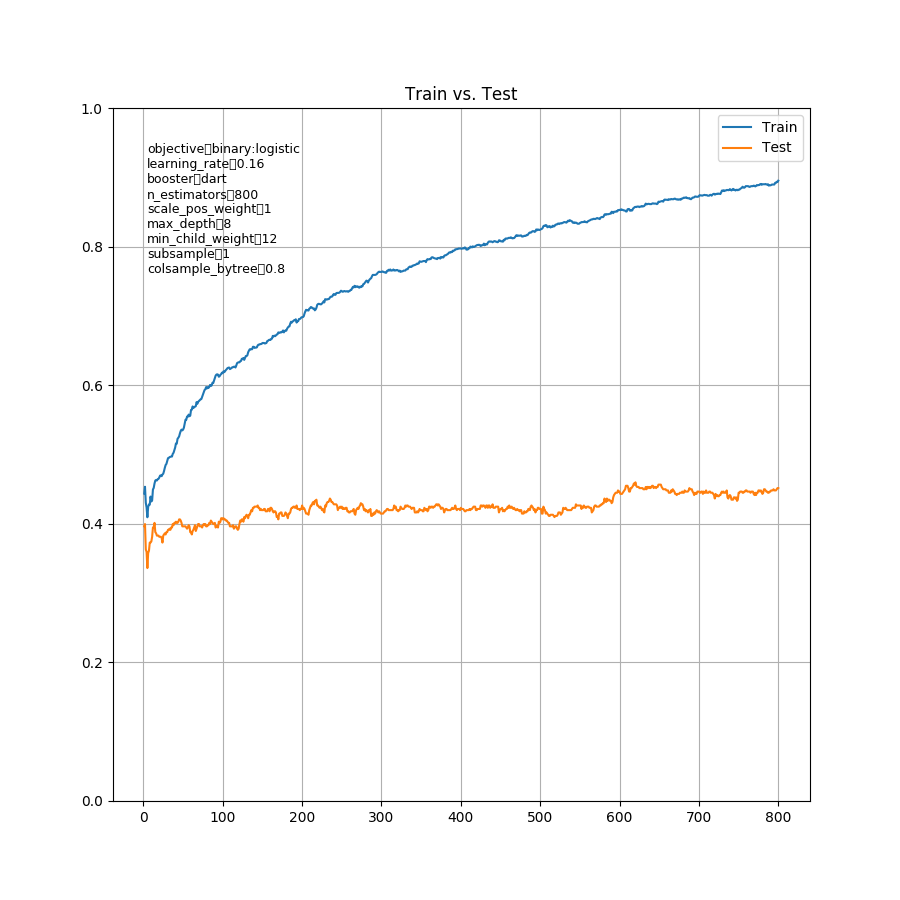 Train vs. Test
1.0
0.8
0.6
0.4
0.2
0.0
objective▯binary:logistic
learning_rate▯0.16
booster▯dart
n_estimators▯800
scale_pos_weight▯1
max_depth▯8
min_child_weight▯12
subsample▯1
colsample_bytree▯0.8
Train
Test
0 100 200 300 400 500 600 700 800